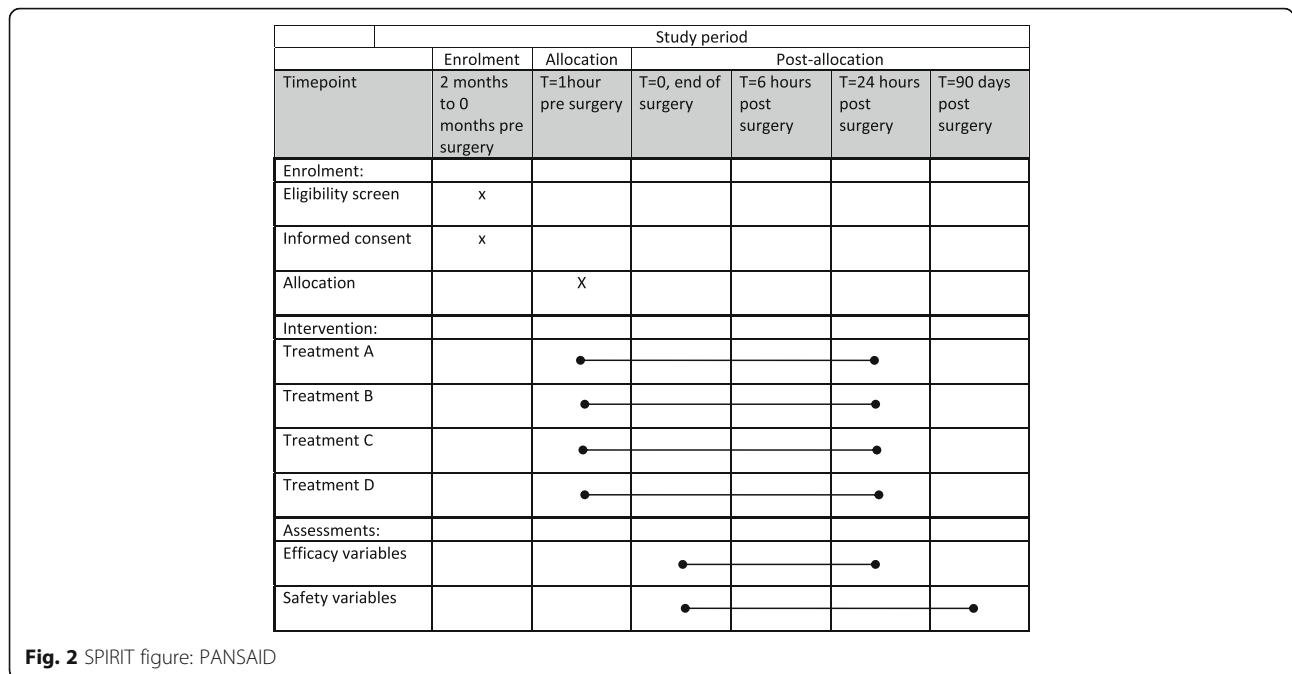 Study period
Enrolment Allocation Post-allocation
Timepoint 2 months to 0 months pre surgery T=1hour pre surgery T=0, end of surgery T=6 hours post surgery T=24 hours post surgery T=90 days post surgery
Enrolment:
Eligibility screen x
Informed consent x
Allocation X
Intervention:
Treatment A
Treatment B
Treatment C
Treatment D
Assessments:
Efficacy variables
Safety variables
Fig. 2 SPIRIT figure: PANSAID